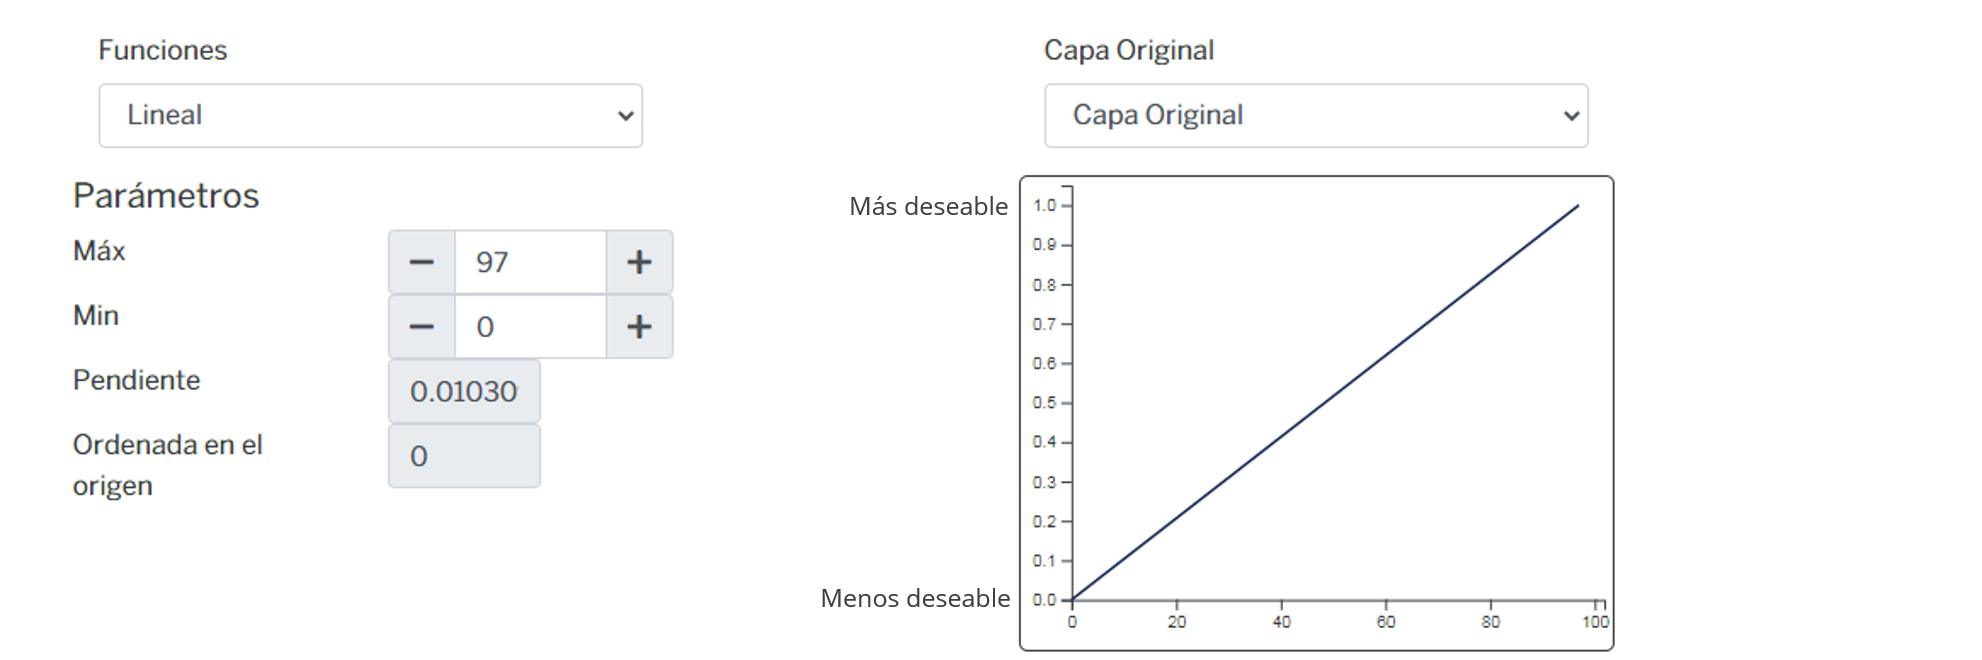 Funciones
Lineal
Parámetros
Máx
97
Min
0
Pendiente
0.01030
Ordenada en el
origen
0
Capa Original
Capa Original
Más deseable
Menos deseable
1.0
0.9
0.8
0.7
0.6
0.5
0.4
0.3
0.2
0.1
0.0
0 20 40 60 80 100